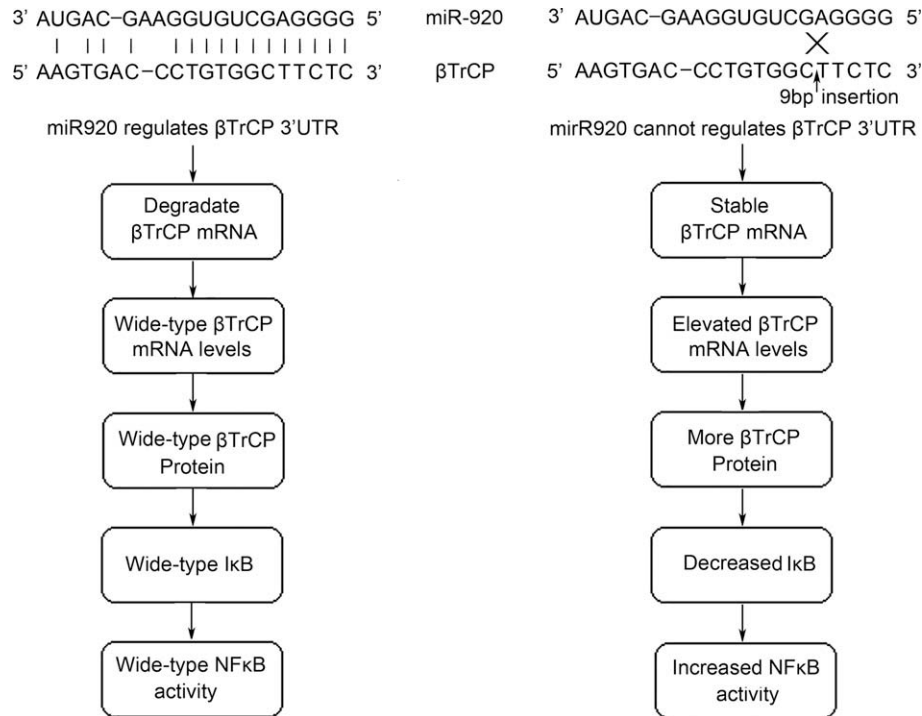 3’ AUGAC–GAAGGUGUCGAGGGG 5’ miR-920 3’ AUGAC–GAAGGUGUCGAGGGG 5’
5’ AAGTGAC–CCTGTGGCTTCTC 3’ βTrCP 5’ AAGTGAC–CCTGTGGCTTCTC 3’
9bp insertion
miR920 regulates βTrCP 3’UTR
mirR920 cannot regulates βTrCP 3’UTR
Degradate
βTrCP mRNA
Wide-type βTrCP
mRNA levels
Wide-type βTrCP
Protein
Wide-type IκB
Wide-type NFκB
activity
Stable
βTrCP mRNA
Elevated βTrCP
mRNA levels
More βTrCP
Protein
Decreased IκB
Increased NFκB
activity